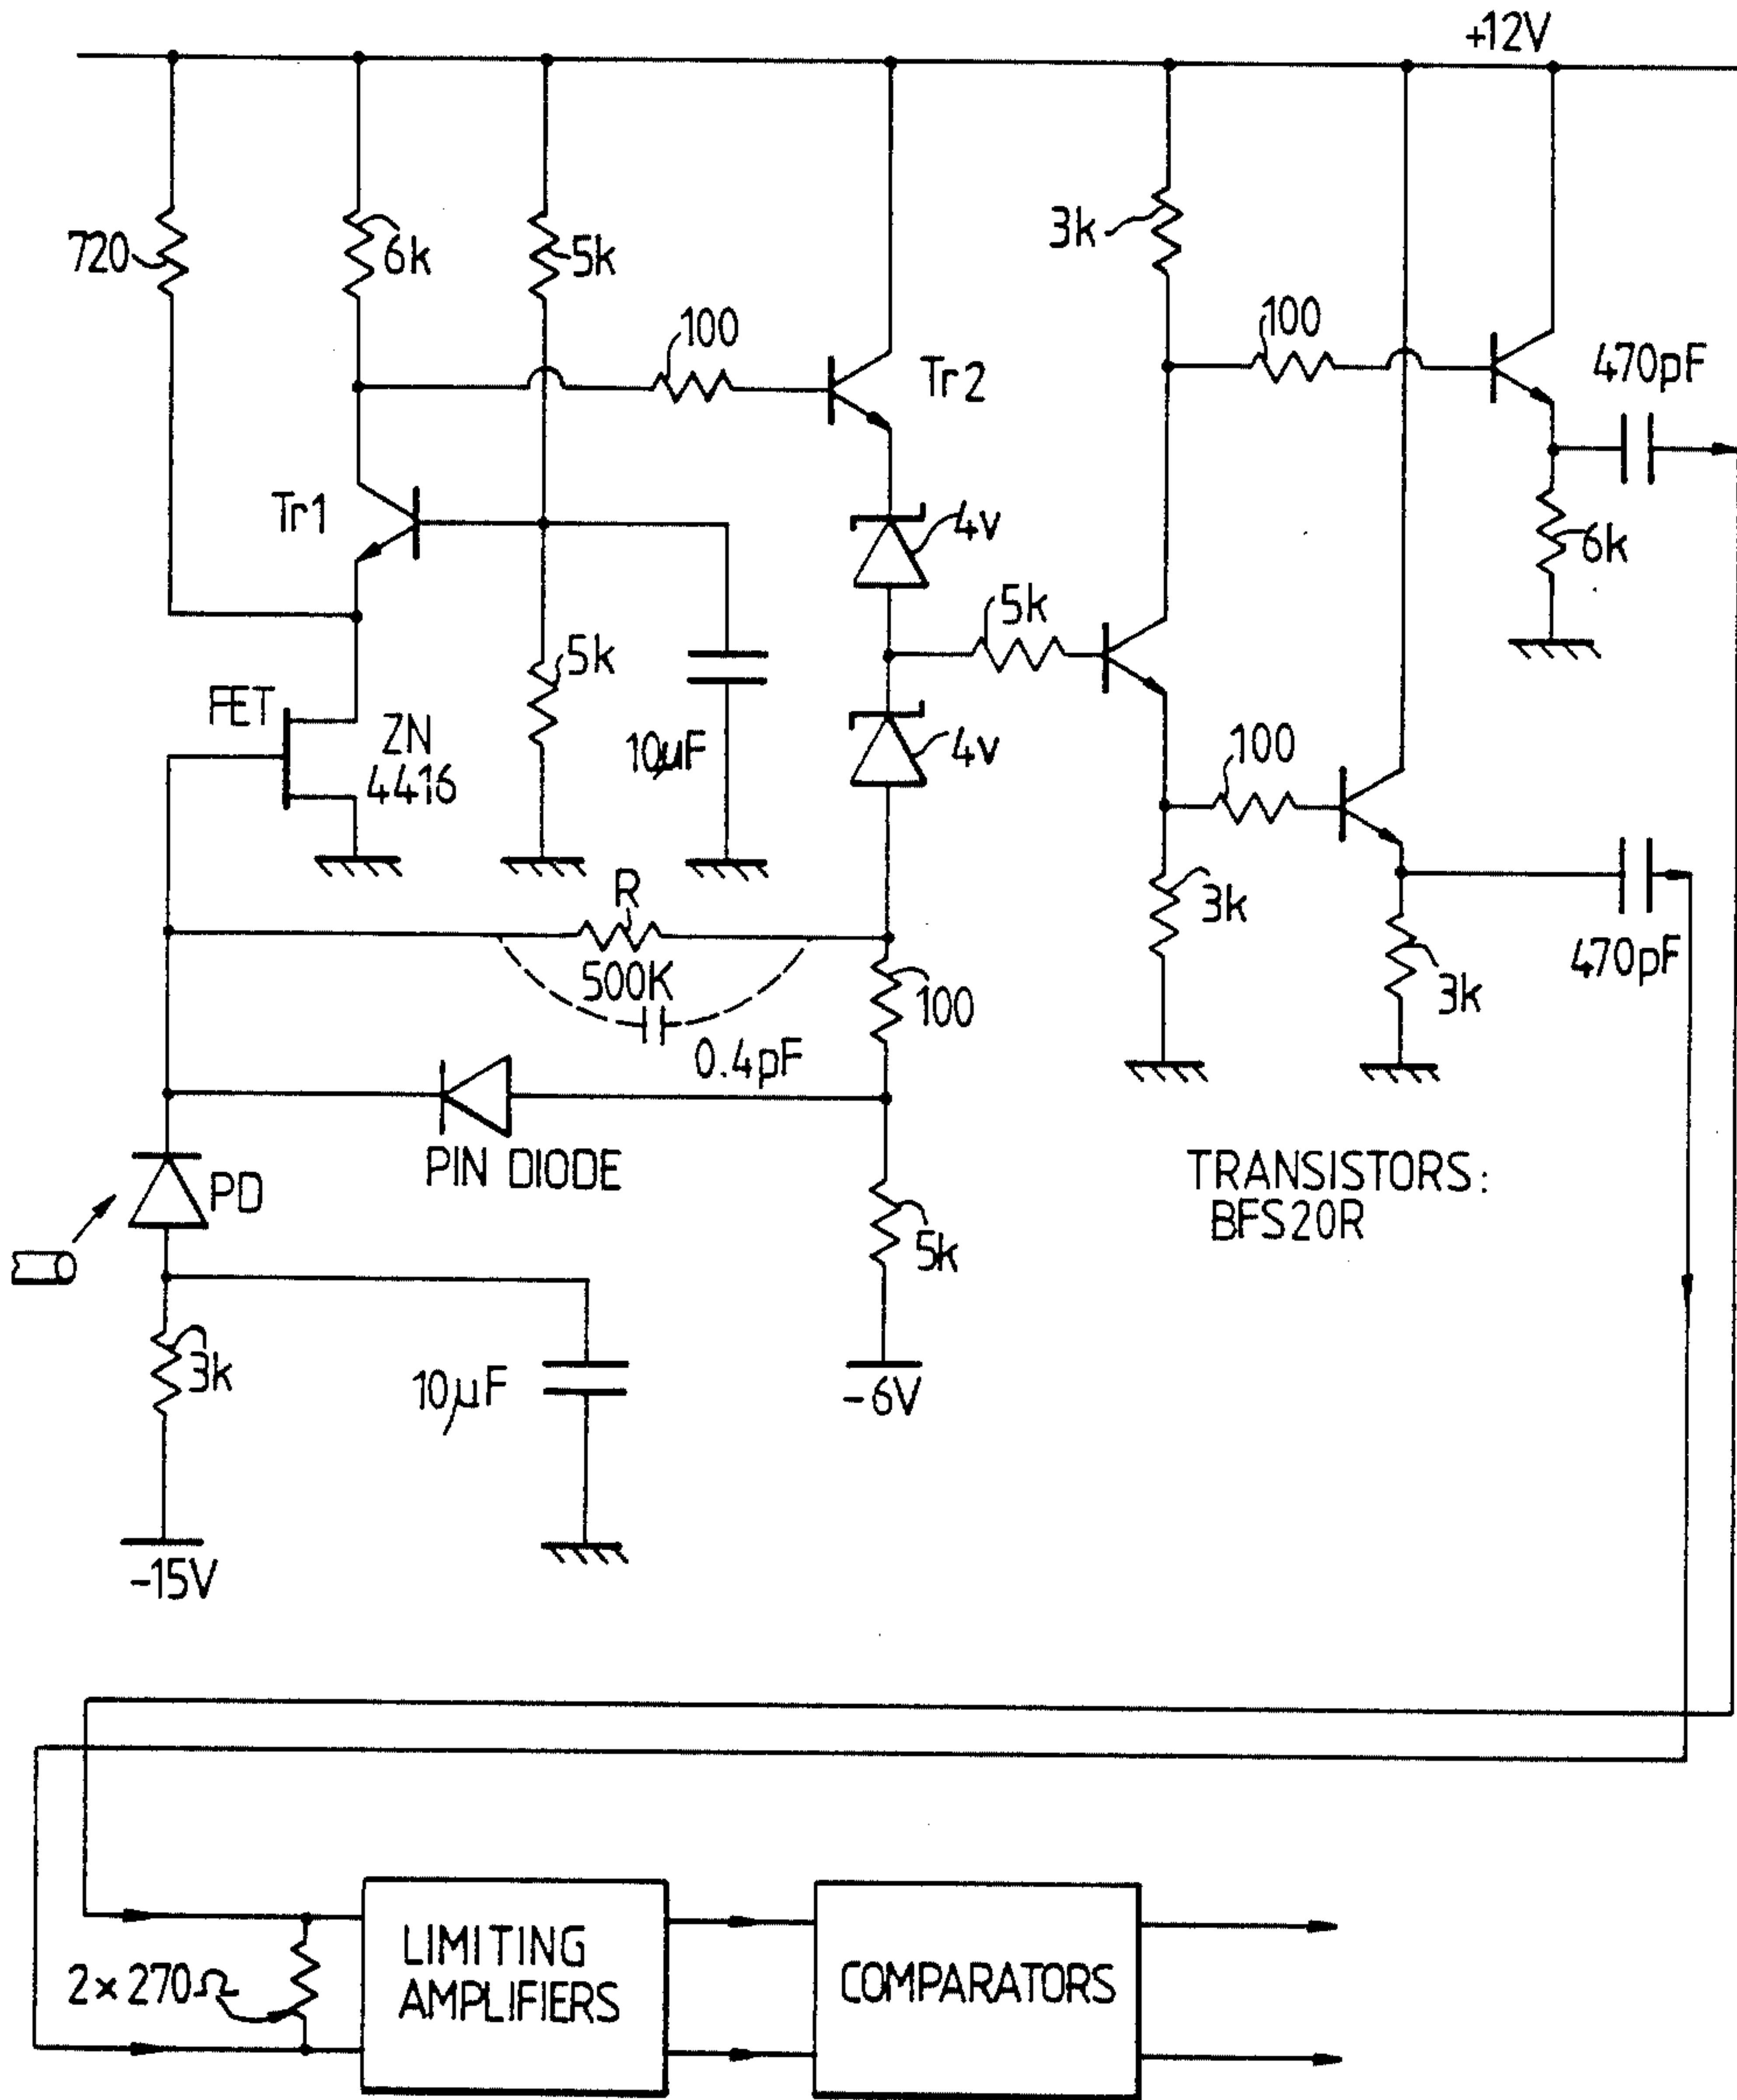 +12V
720
6k
5k
3k
100
100
470pF
Tr2
Tr1
4v
6k
5k
5k
FET
ZN
4416
10µF
4v
100
R
3k
470pF
500K
100
3k
0.4pF
PIN DIODE
PD
TRANSISTORS:
BFS20R
5k
3k
10µF
-6V
-15V
LIMITING
AMPLIFIERS
2×270Ω
COMPARATORS